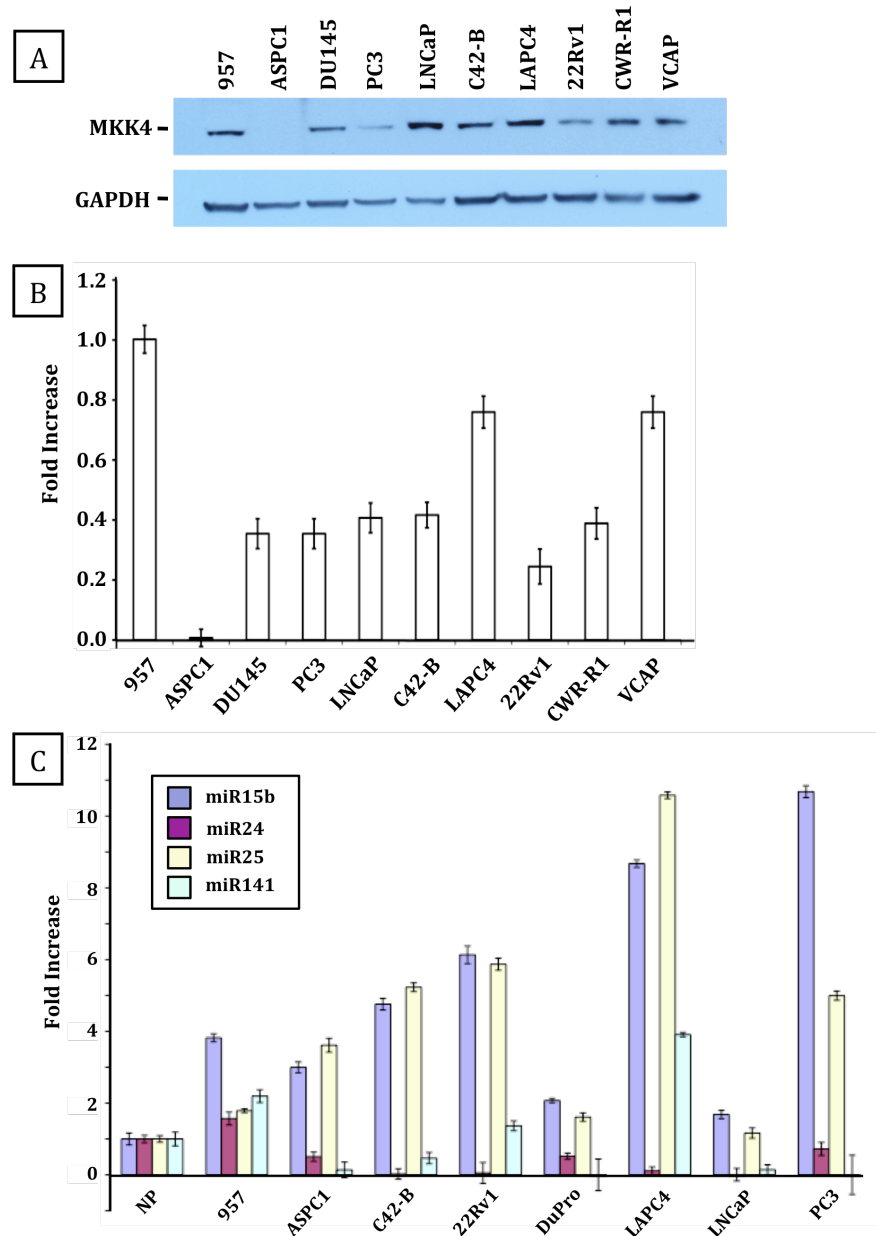 A
957 ASPC1 DU145 PC3 LNCaP C42-B LAPC4 22Rv1 CWR-R1 VCAP
MKK4
GAPDH
B
Fold Increase
1.2
1.0
0.8
0.6
0.4
0.2
0.0
957 ASPC1 DU145 PC3 LNCaP C42-B LAPC4 22Rv1 CWR-R1 VCAP
C
Fold Increase
12
10
8
6
4
2
0
miR15b
miR24
miR25
miR141
NP 957 ASPC1 C42-B 22Rv1 DuPro LAPC4 LNCaP PC3